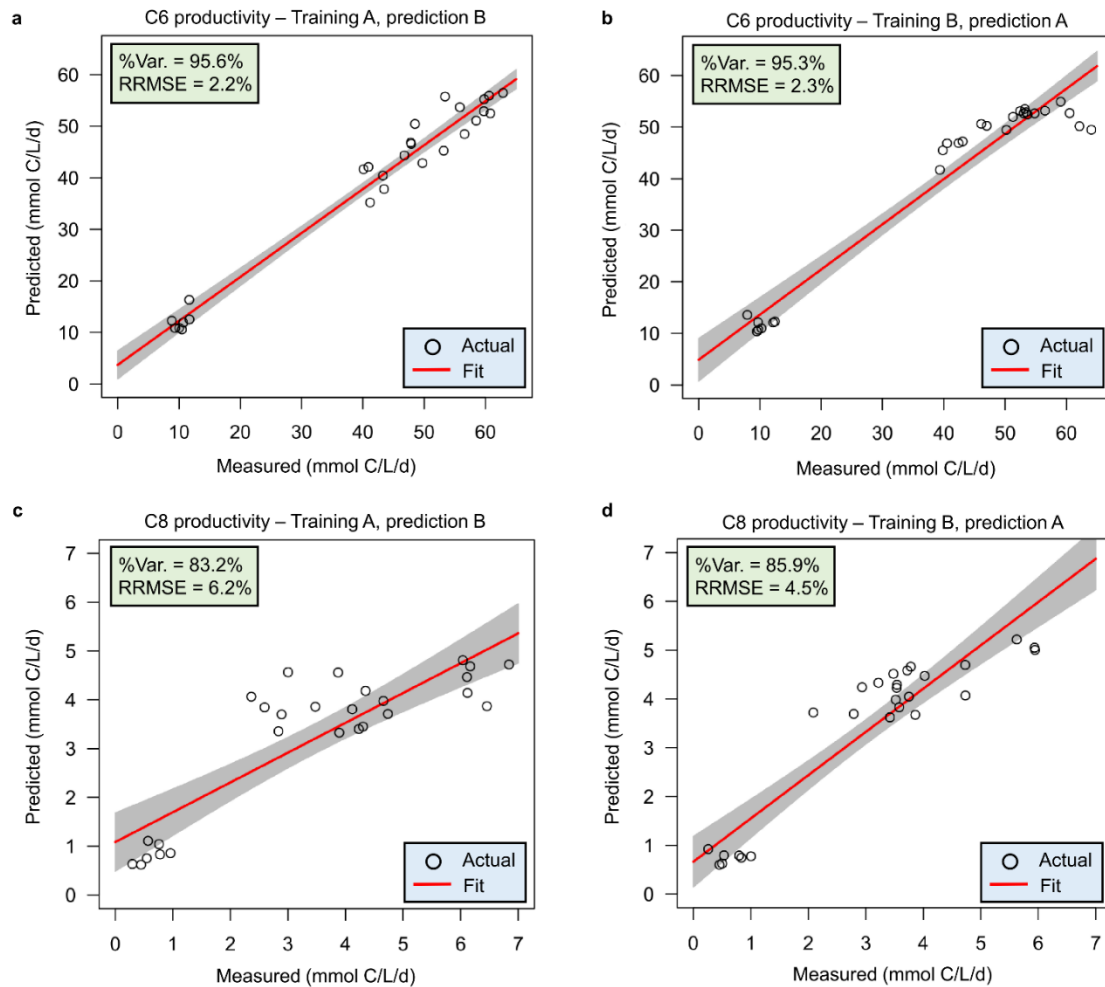 a
C6 productivity – Training A, prediction B
%Var. = 95.6%
RRMSE = 2.2%
60
50
40
30
20
10
0
Predicted (mmol C/L/d)
Actual
Fit
0 10 20 30 40 50 60
Measured (mmol C/L/d)
b
C6 productivity – Training B, prediction A
%Var. = 95.3%
RRMSE = 2.3%
60
50
40
30
20
10
0
Predicted (mmol C/L/d)
Actual
Fit
0 10 20 30 40 50 60
Measured (mmol C/L/d)
c
C8 productivity – Training A, prediction B
%Var. = 83.2%
RRMSE = 6.2%
7
6
5
4
3
2
1
0
Predicted (mmol C/L/d)
Actual
Fit
0 1 2 3 4 5 6 7
Measured (mmol C/L/d)
d
C8 productivity – Training B, prediction A
%Var. = 85.9%
RRMSE = 4.5%
7
6
5
4
3
2
1
0
Predicted (mmol C/L/d)
Actual
Fit
0 1 2 3 4 5 6 7
Measured (mmol C/L/d)